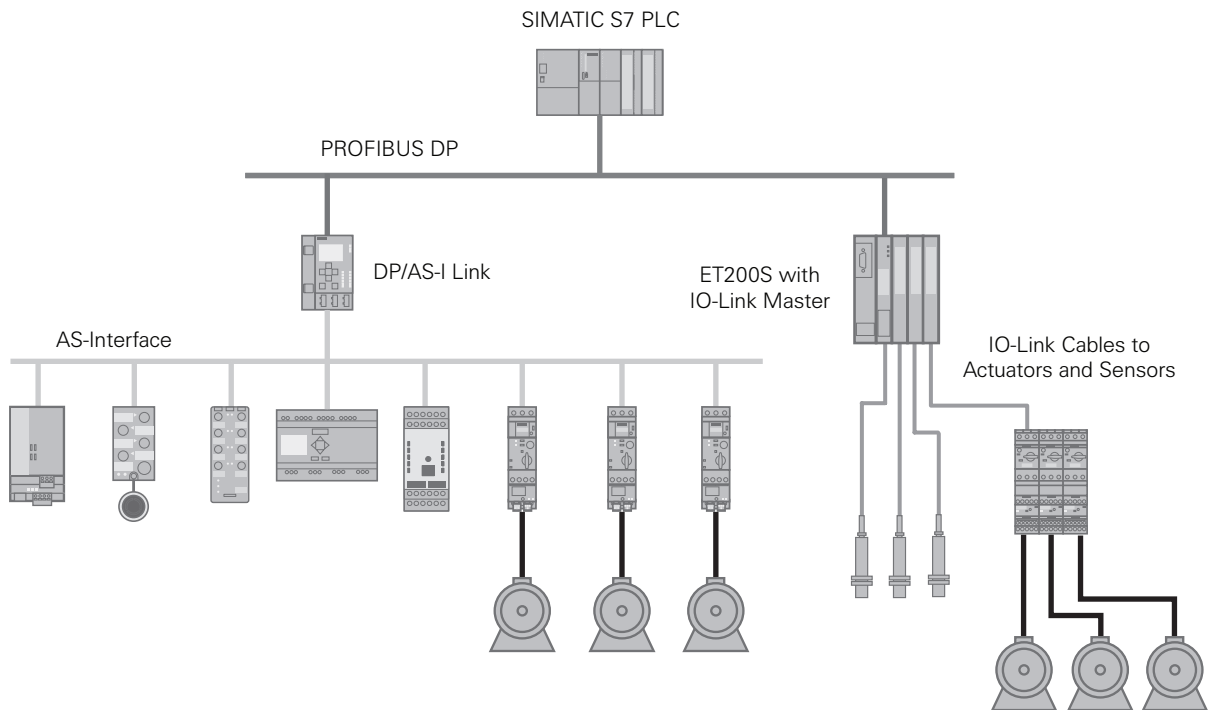 SIMATIC S7 PLC
PROFIBUS DP
DP/AS-I Link
ET200S with
IO-Link Master
AS-Interface
IO-Link Cables to
Actuators and Sensors